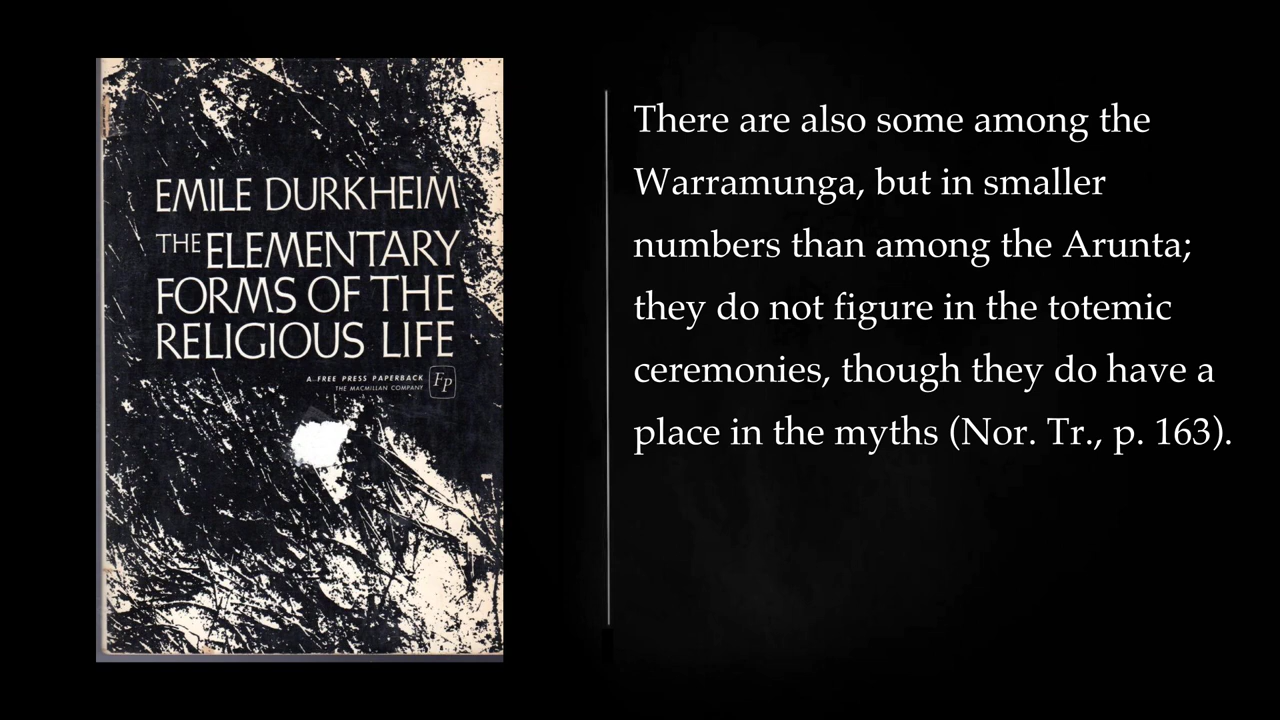 EMILE DURKHEIM
THE ELEMENTARY
FORMS OF THE
RELIGIOUS LIFE
A FREE PRESS PAPERBACK
THE MACMILLAN COMPANY
Fp
There are also some among the
Warramunga, but in smaller
numbers than among the Arunta;
they do not figure in the totemic
ceremonies, though they do have a
place in the myths (Nor. Tr., p. 163).